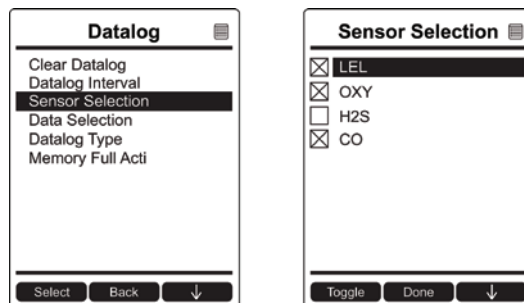 Datalog
Clear Datalog
Datalog Interval
Sensor Selection
Data Selection
Datalog Type
Memory Full Acti
Select
Back
↓
Sensor Selection
LEL
OXY
H2S
CO
Toggle
Done
↓